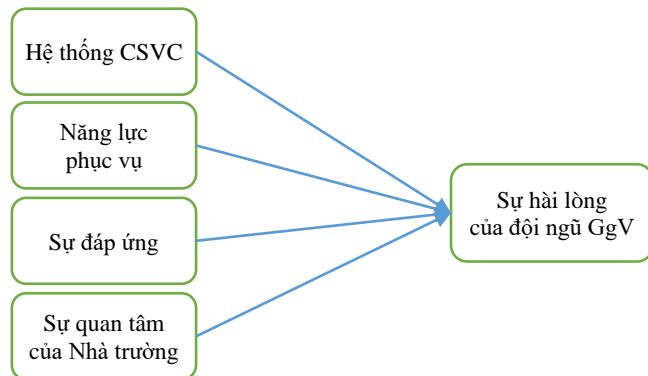 Hệ thống CSVC
Năng lực
phục vụ
Sự đáp ứng
Sự quan tâm
của Nhà trường
Sự hài lòng
của đội ngũ GgV